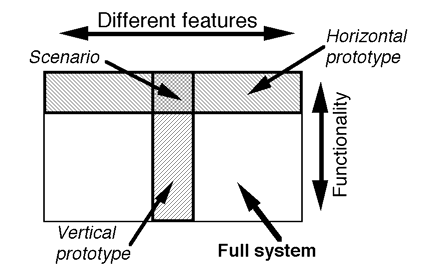 Different features
Scenario
Horizontal
prototype
Functionality
Vertical
prototype
Full system